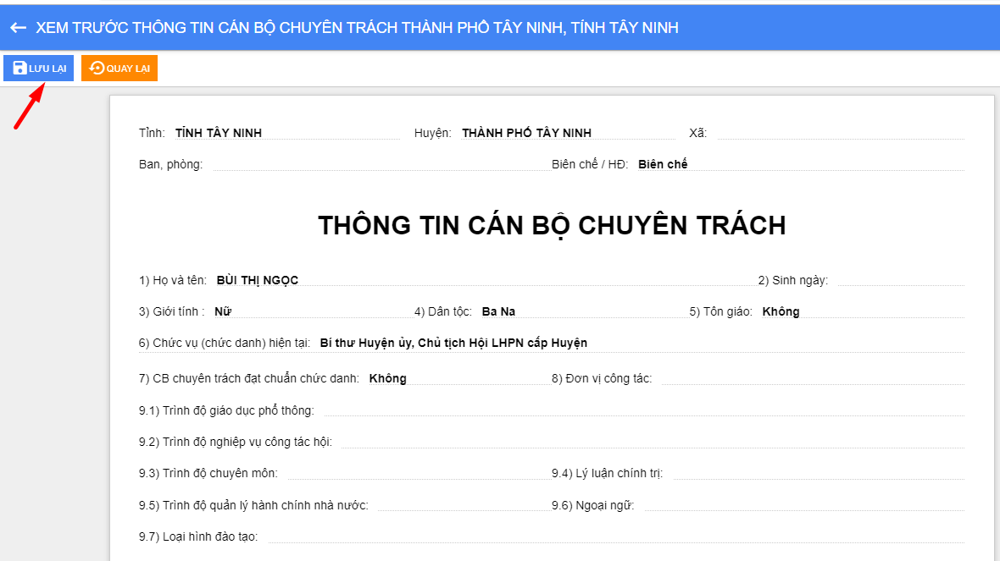 XEM TRƯỚC THÔNG TIN CÁN BỘ CHUYÊN TRÁCH THÀNH PHỐ TÂY NINH, TỈNH TÂY NINH
LƯU LẠI QUAY LẠI
Tỉnh: TỈNH TÂY NINH Huyện: THÀNH PHỐ TÂY NINH Xã:
Ban, phòng: Biên chế / HĐ: Biên chế
THÔNG TIN CÁN BỘ CHUYÊN TRÁCH
1) Họ và tên: BÙI THỊ NGỌC 2) Sinh ngày:
3) Giới tính : Nữ 4) Dân tộc: Ba Na 5) Tôn giáo: Không
6) Chức vụ (chức danh) hiện tại: Bí thư Huyện ủy, Chủ tịch Hội LHPN cấp Huyện
7) CB chuyên trách đạt chuẩn chức danh: Không 8) Đơn vị công tác:
9.1) Trình độ giáo dục phổ thông:
9.2) Trình độ nghiệp vụ công tác hội:
9.3) Trình độ chuyên môn: 9.4) Lý luận chính trị:
9.5) Trình độ quản lý hành chính nhà nước: 9.6) Ngoại ngữ:
9.7) Loại hình đào tạo: